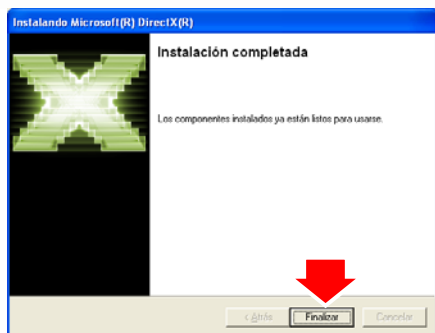 Instalando Microsoft(R) DirectX(R)
Instalación completada
Los componentes instalados ya están listos para usarse.
< Atrás
Finalizar
Cancelar